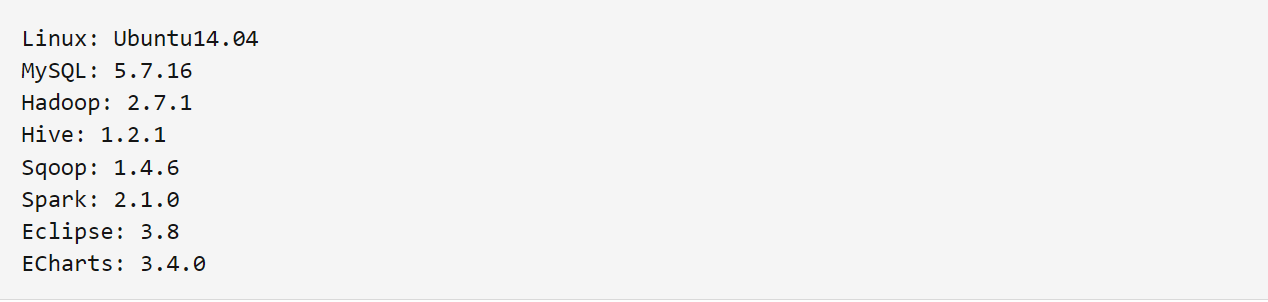 Linux: Ubuntu14.04
MySQL: 5.7.16
Hadoop: 2.7.1
Hive: 1.2.1
Sqoop: 1.4.6
Spark: 2.1.0
Eclipse: 3.8
ECharts: 3.4.0